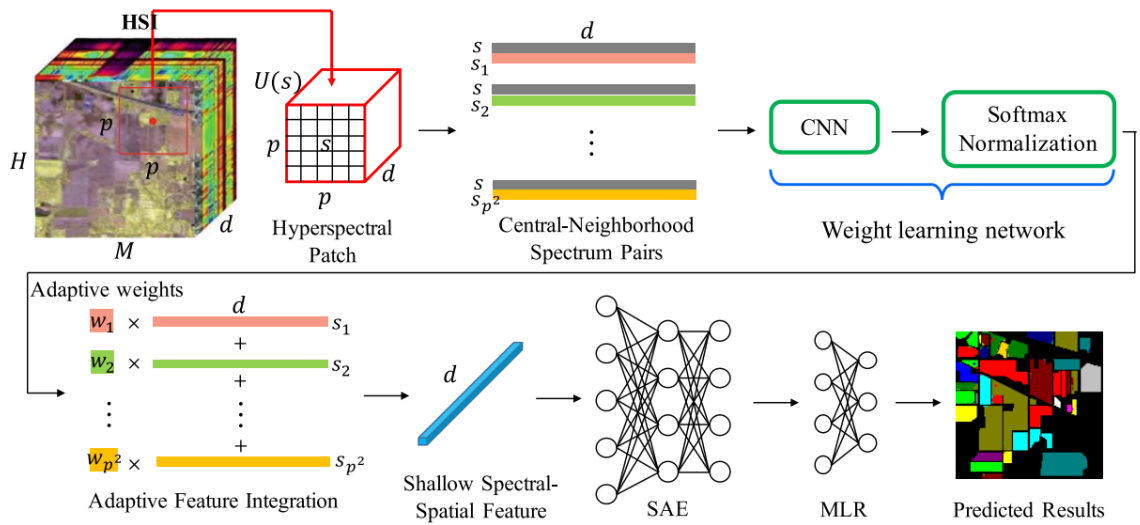 HSI
p
p
H
M
d
U(s)
s
p
p
d
Hyperspectral
Patch
d
s
s₁
s
s₂
⋮
s
sₚ²
Central-Neighborhood
Spectrum Pairs
CNN
Softmax
Normalization
Weight learning network
Adaptive weights
d
w₁ × s₁
+
w₂ × s₂
+
⋮ ⋮
+
wₚ² × sₚ²
Adaptive Feature Integration
d
Shallow Spectral-
Spatial Feature
SAE
MLR
Predicted Results